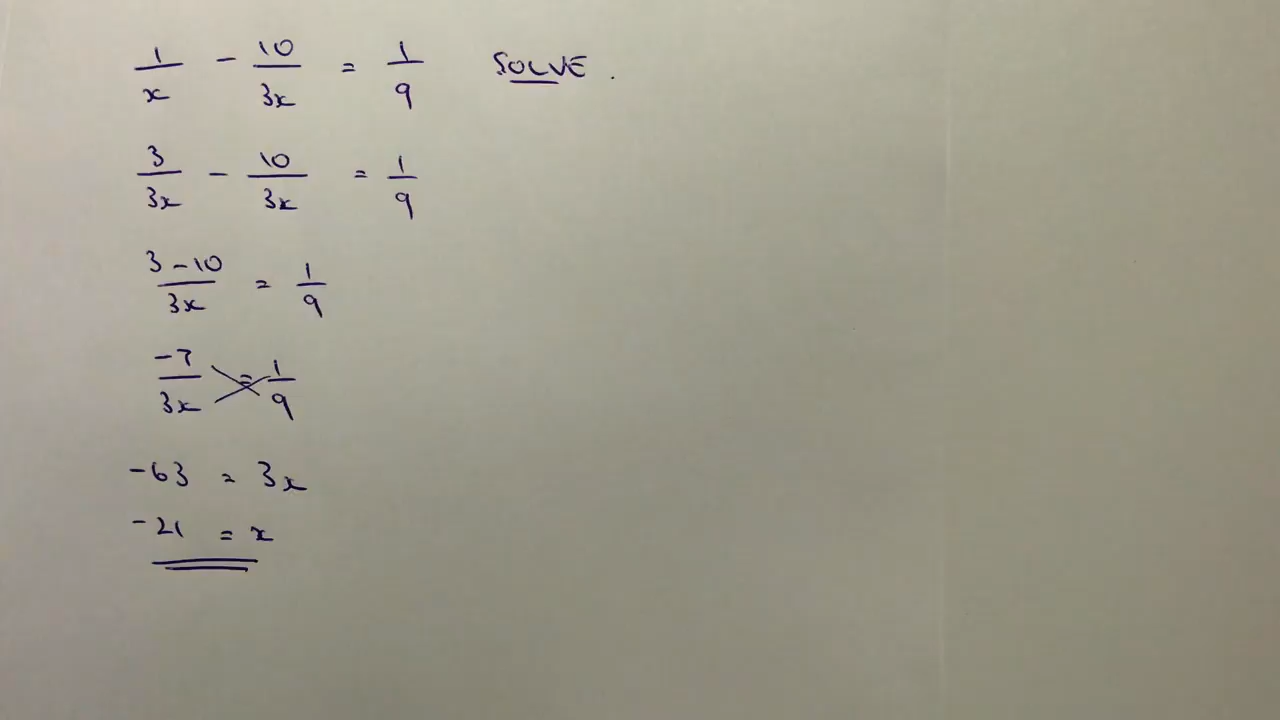 1/x - 10/3x = 1/9 SOLVE.
3/3x - 10/3x = 1/9
3-10/3x = 1/9
-7/3x = 1/9
-63 = 3x
-21 = x